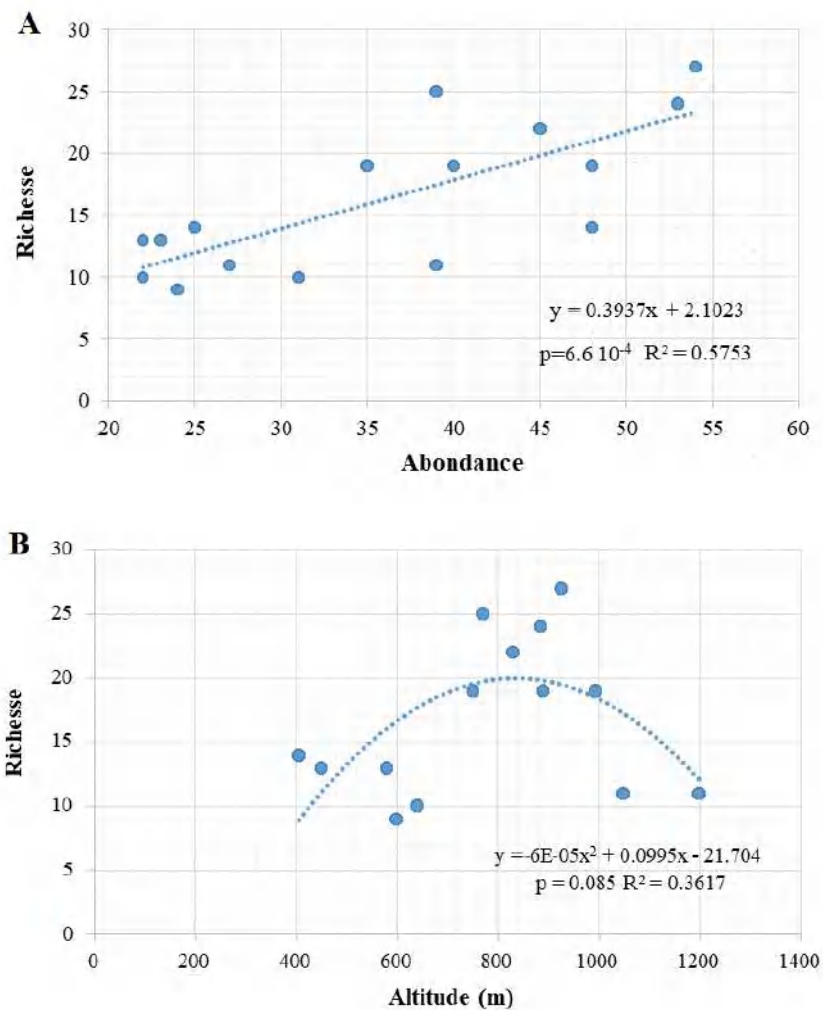 A
30
25
20
15
10
5
0
Richesse
y = 0.3937x + 2.1023
p=6.6 10-4 R² = 0.5753
20 25 30 35 40 45 50 55 60
Abondance
B
30
25
20
15
10
5
0
Richesse
y =-6E-05x² + 0.0995x - 21.704
p = 0.085 R² = 0.3617
0 200 400 600 800 1000 1200 1400
Altitude (m)